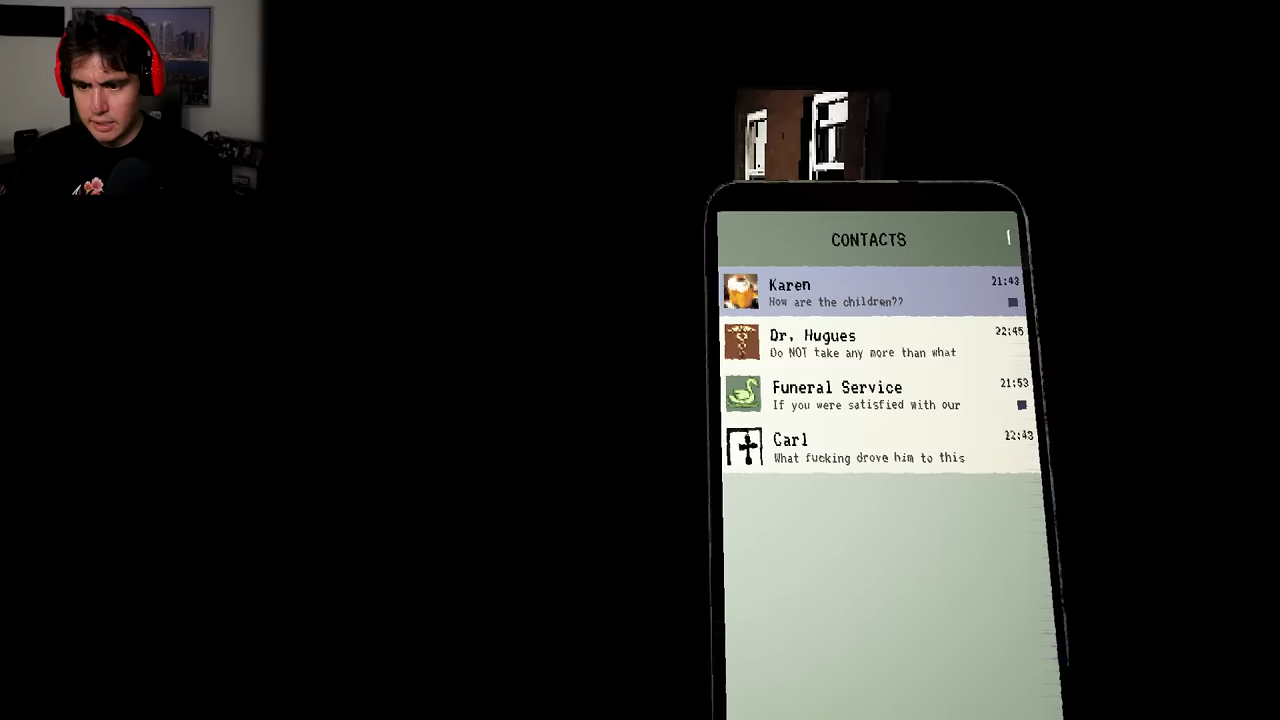 CONTACTS
Karen 21:43
How are the children??
Dr. Hugues 22:45
Do NOT take any more than what
Funeral Service 21:53
If you were satisfied with our
Carl 22:43
What fucking drove him to this